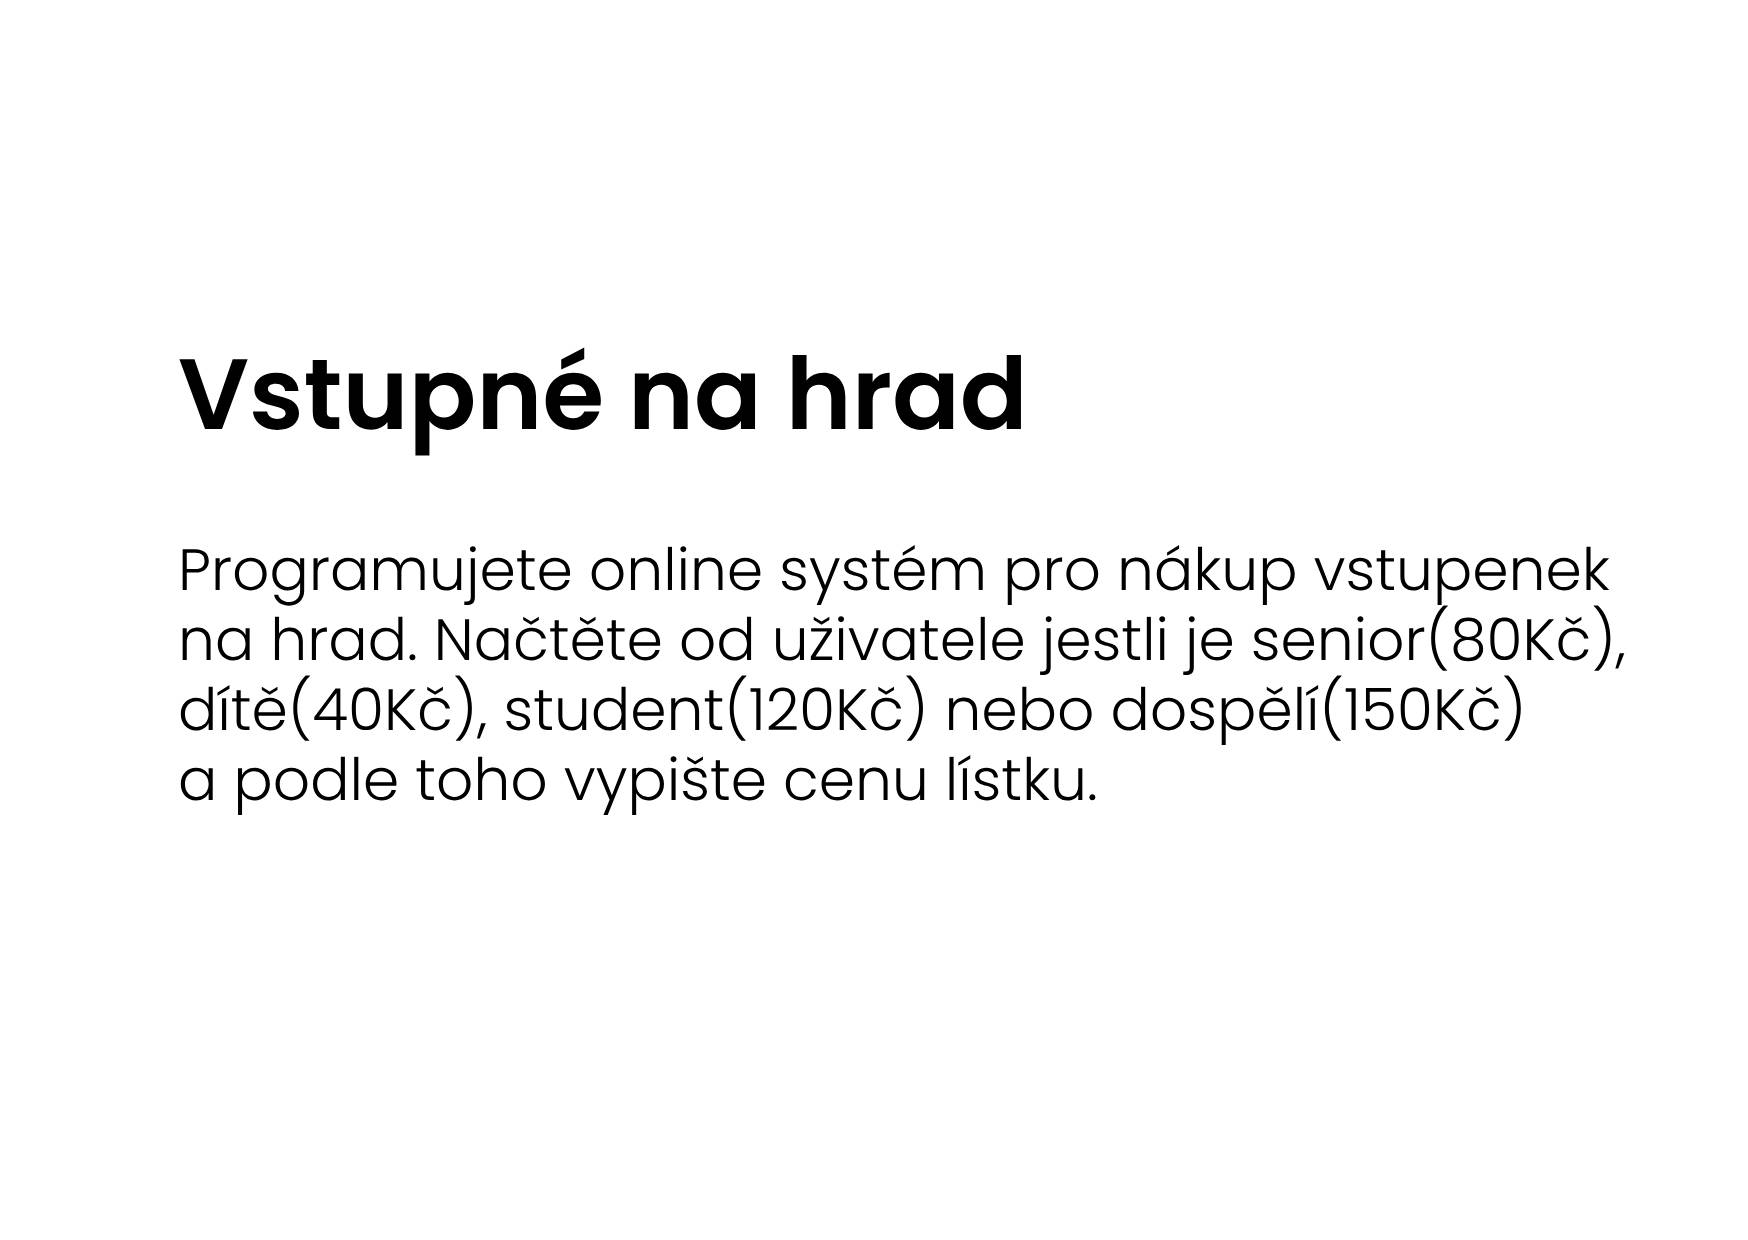 Vstupné na hrad
Programujete online systém pro nákup vstupenek
na hrad. Načtěte od uživatele jestli je senior(80Kč),
dítě(40Kč), student(120Kč) nebo dospělí(150Kč)
a podle toho vypište cenu lístku.